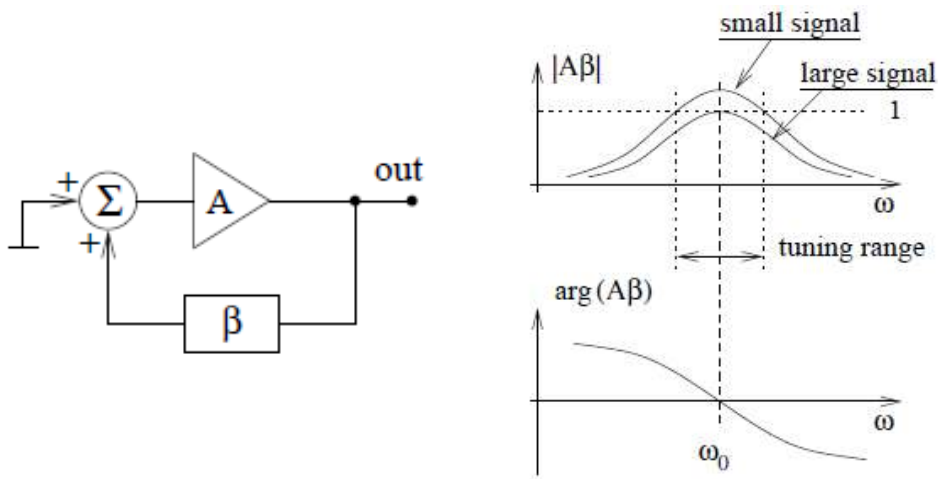 +
Σ
+
A
out
β
small signal
|Aβ|
large signal
1
ω
tuning range
arg (Aβ)
ω
ω₀